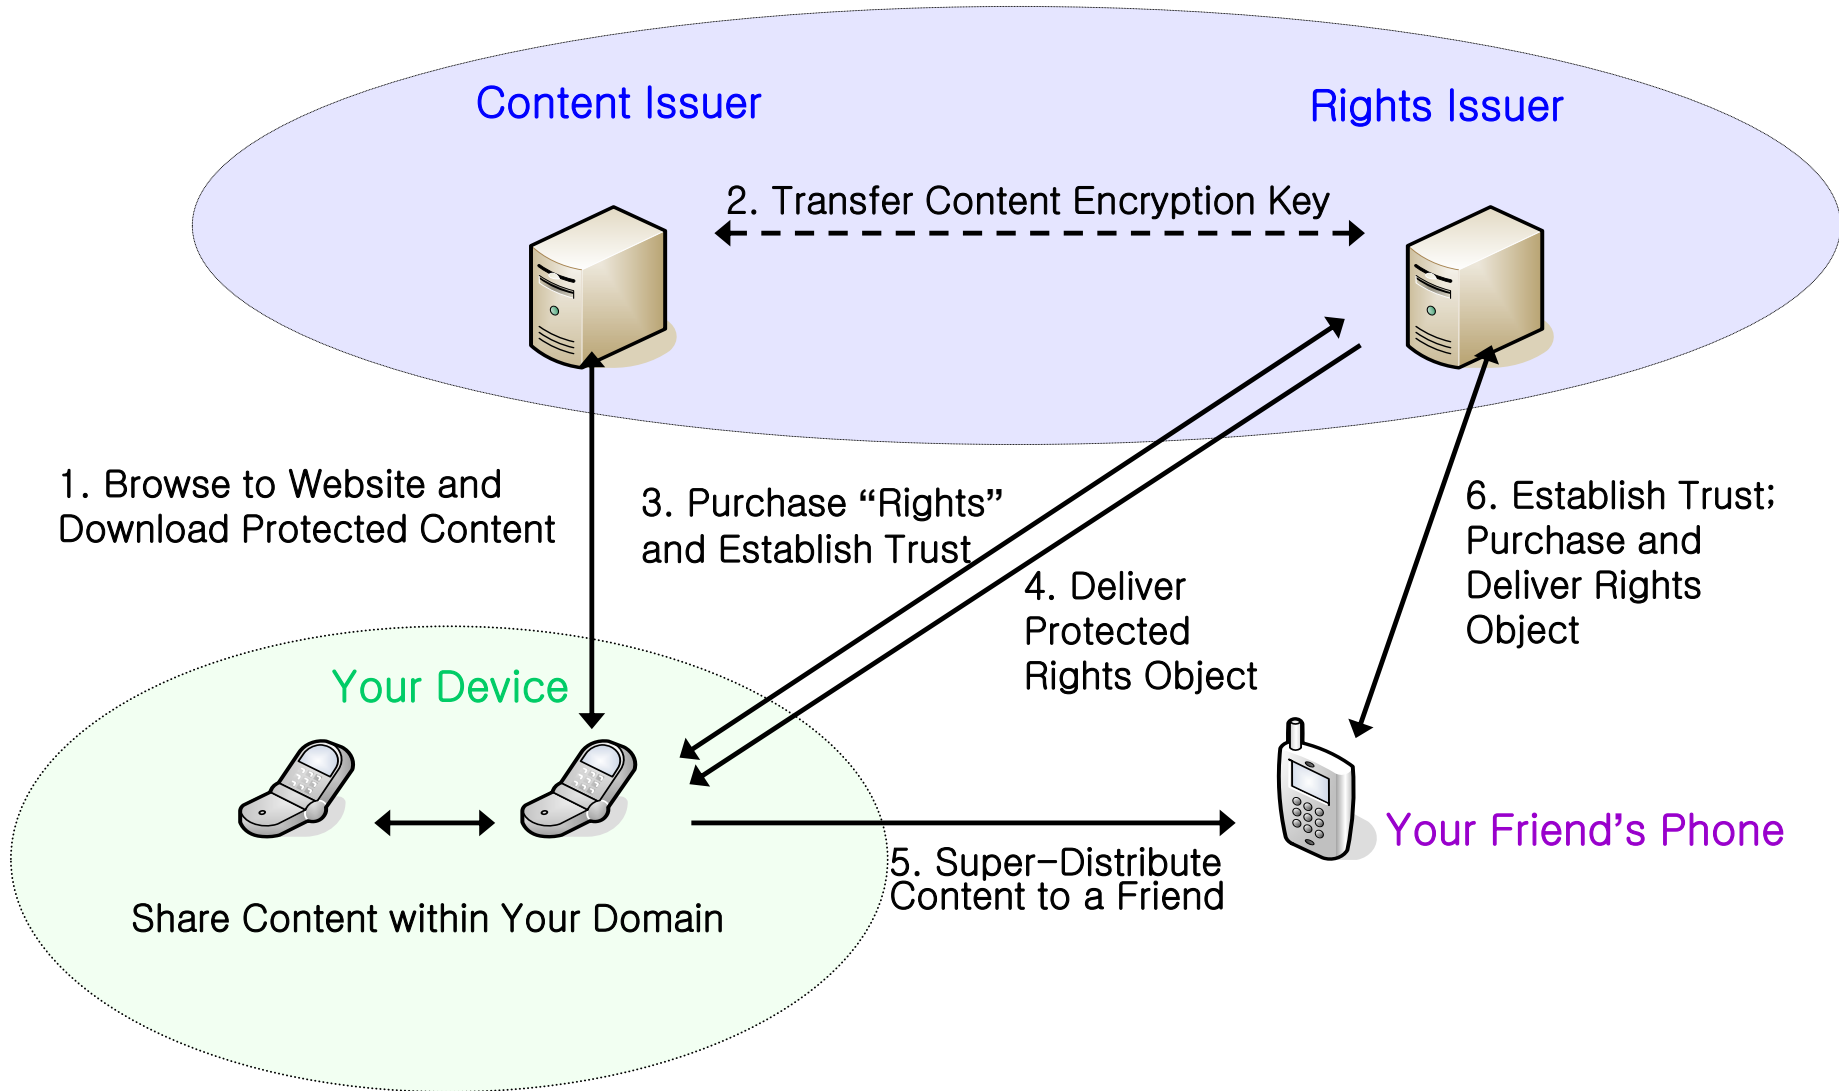 Content Issuer
Rights Issuer
2. Transfer Content Encryption Key
1. Browse to Website and
Download Protected Content
3. Purchase “Rights”
and Establish Trust
4. Deliver
Protected
Rights Object
6. Establish Trust;
Purchase and
Deliver Rights
Object
Your Device
Share Content within Your Domain
5. Super-Distribute
Content to a Friend
Your Friend’s Phone